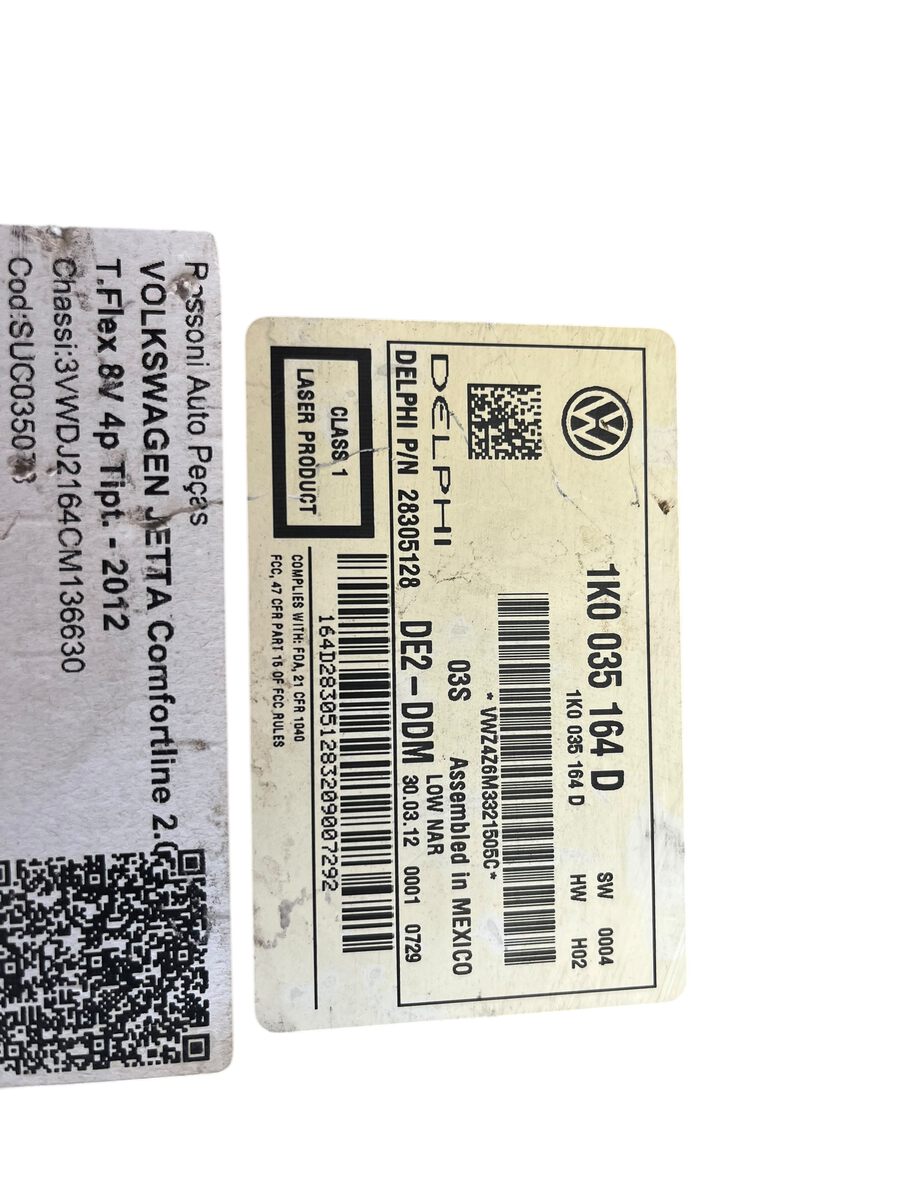 1K0 035 164 D
1K0 035 164 D
SW 0004
HW H02
* VWZ4Z6M3321505C*
DELPHI
03S
Assembled in MEXICO
LOW NAR
DELPHI P/N 28305128
DE2-DDM
30.03.12 0001 0729
CLASS 1
LASER PRODUCT
164D283051283209007292
COMPLIES WITH: FDA, 21 CFR 1040
FCC, 47 CFR PART 15 OF FCC RULES
Rossoni Auto Peças
VOLKSWAGEN JETTA Comfortline 2.0
T.Flex 8V 4p Tipt. - 2012
Chassi:3VWDJ2164CM136630